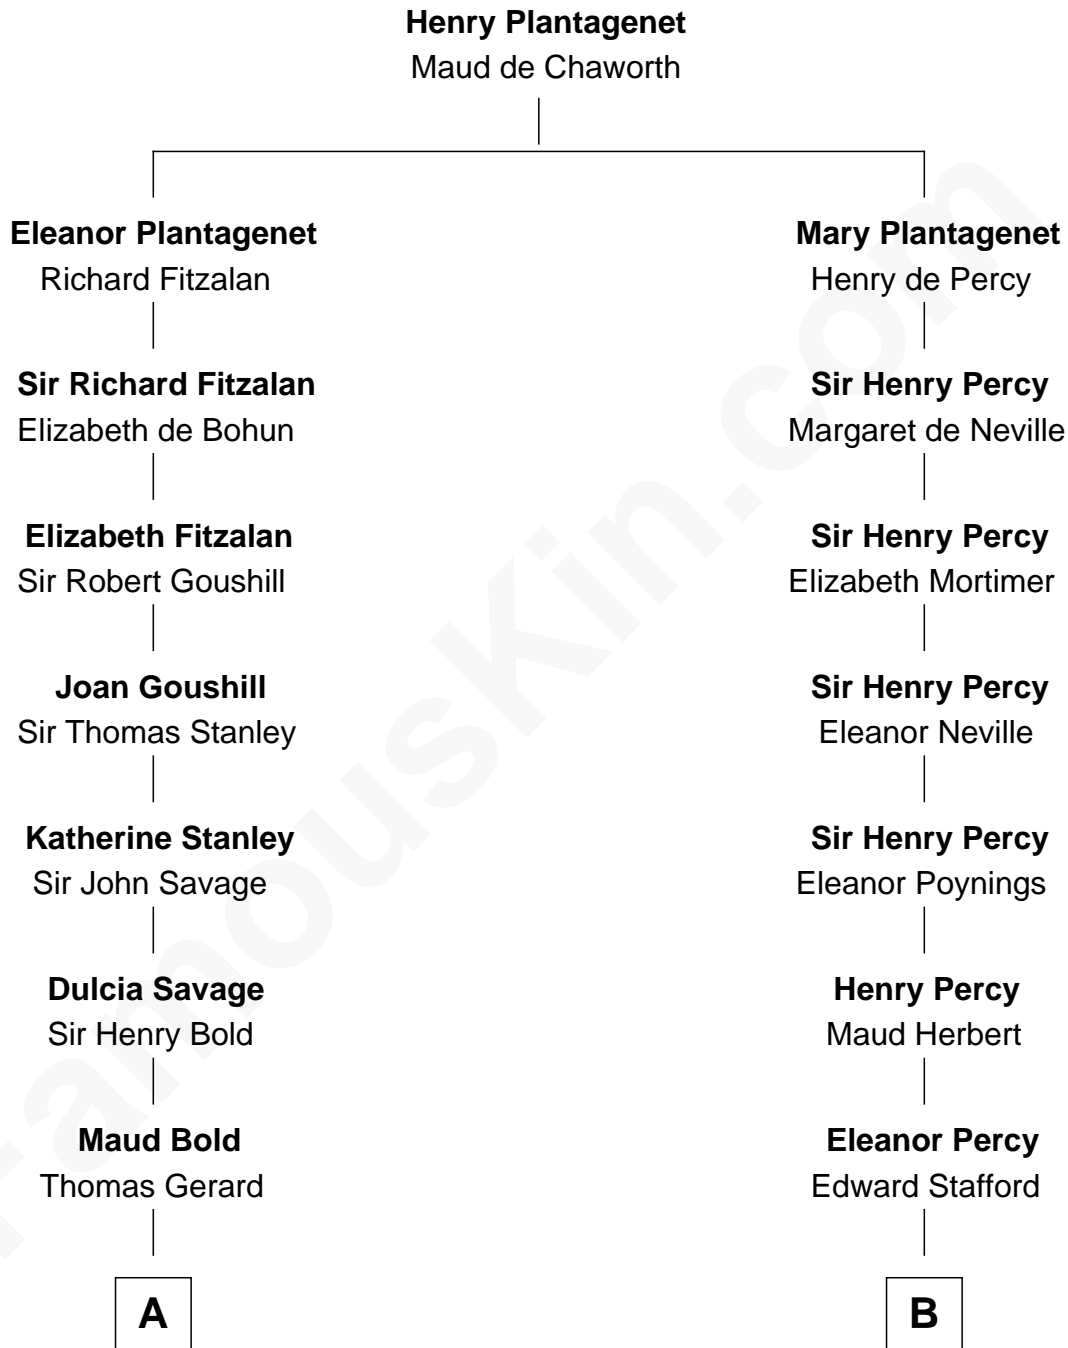 Henry Plantagenet
Maud de Chaworth
Eleanor Plantagenet
Richard Fitzalan
Mary Plantagenet
Henry de Percy
Sir Richard Fitzalan
Elizabeth de Bohun
Sir Henry Percy
Margaret de Neville
Elizabeth Fitzalan
Sir Robert Goushill
Sir Henry Percy
Elizabeth Mortimer
Joan Goushill
Sir Thomas Stanley
Sir Henry Percy
Eleanor Neville
Katherine Stanley
Sir John Savage
Sir Henry Percy
Eleanor Poynings
Dulcia Savage
Sir Henry Bold
Henry Percy
Maud Herbert
Maud Bold
Thomas Gerard
Eleanor Percy
Edward Stafford
A
B
FamousKin.com